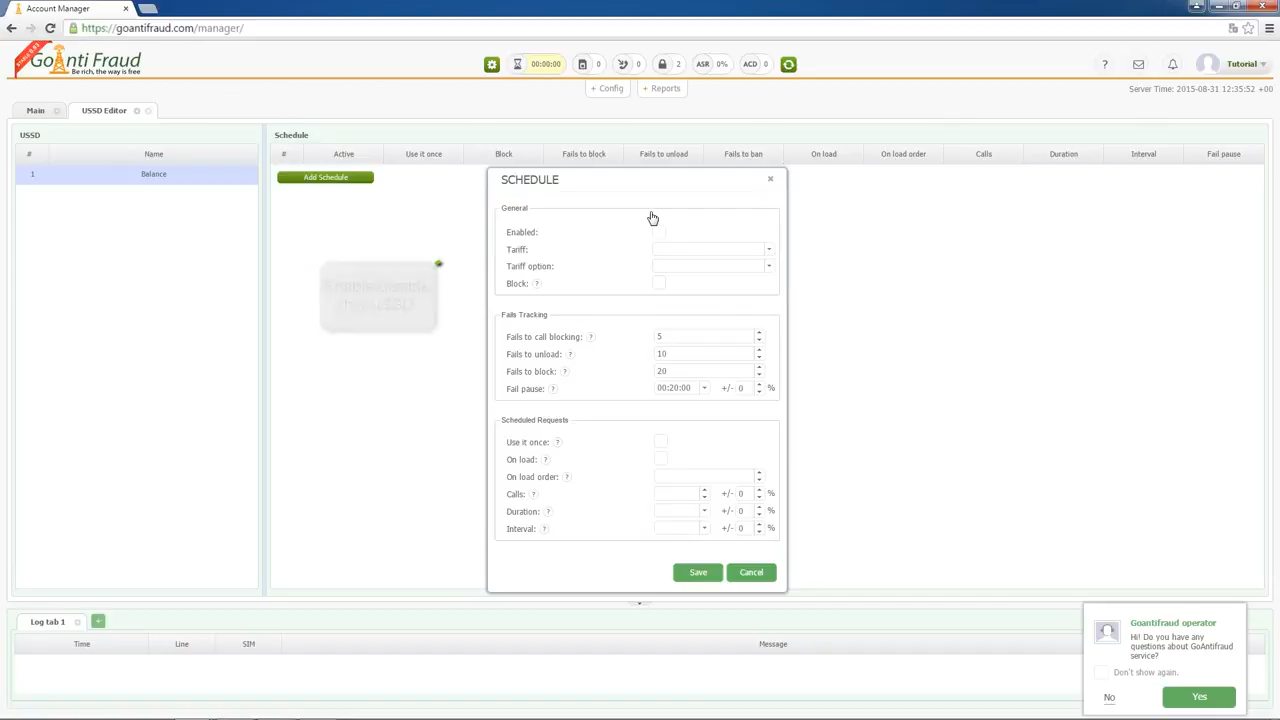 Account Manager
https://goantifraud.com/manager/
GoAnti Fraud
Be rich, the way is free
00:00:00
0
0
2
ASR 0%
ACD 0
?
Tutorial
+ Config
+ Reports
Server Time: 2015-08-31 12:35:52 +00
Main
USSD Editor
USSD
Schedule
# Name
# Active Use it once Block Fails to block Fails to unload Fails to ban On load On load order Calls Duration Interval Fail pause
1 Balance
Add Schedule
SCHEDULE
General
Enabled:
Tariff:
Tariff option:
Block: ?
Fails Tracking
Fails to call blocking: ? 5
Fails to unload: ? 10
Fails to block: ? 20
Fail pause: ? 00:20:00 +/- 0 %
Scheduled Requests
Use it once: ?
On load: ?
On load order: ?
Calls: ? +/- 0 %
Duration: ? +/- 0 %
Interval: ? +/- 0 %
Save
Cancel
Log tab 1
+
Time Line SIM Message
Goantifraud operator
Hi! Do you have any
questions about GoAntifraud
service?
Don't show again.
No
Yes